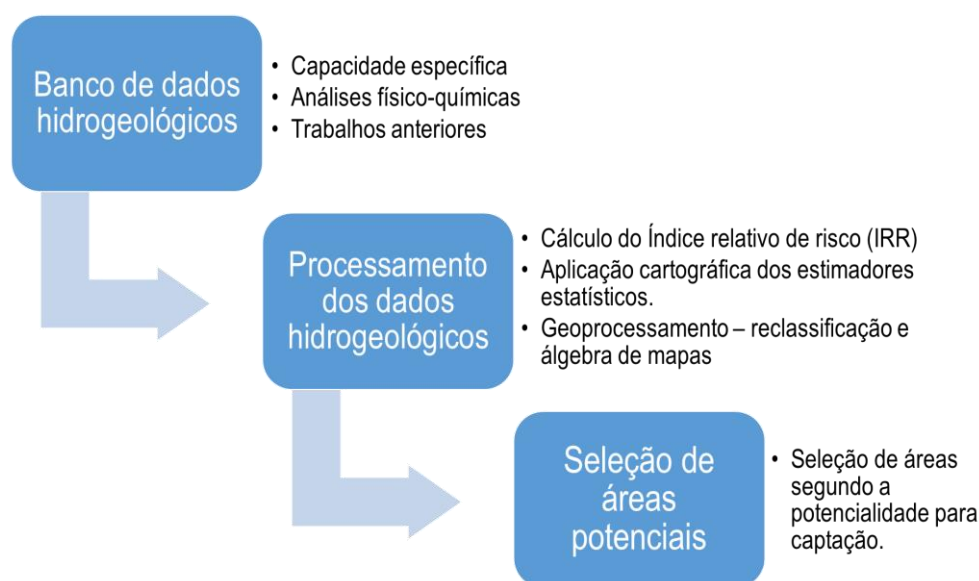 Banco de dados
hidrogeológicos
• Capacidade específica
• Análises físico-químicas
• Trabalhos anteriores
Processamento
dos dados
hidrogeológicos
• Cálculo do Índice relativo de risco (IRR)
• Aplicação cartográfica dos estimadores
estatísticos.
• Geoprocessamento – reclassificação e
álgebra de mapas
Seleção de
áreas
potenciais
• Seleção de áreas
segundo a
potencialidade para
captação.